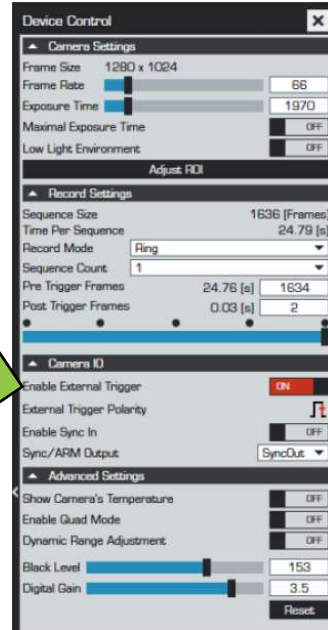 Device Control
Camera Settings
Frame Size 1280 x 1024
Frame Rate 66
Exposure Time 1970
Maximal Exposure Time OFF
Low Light Environment OFF
Adjust ROI
Record Settings
Sequence Size 1636 [Frames]
Time Per Sequence 24.79 [s]
Record Mode Ring
Sequence Count 1
Pre Trigger Frames 24.76 [s] 1634
Post Trigger Frames 0.03 [s] 2
Camera IO
Enable External Trigger ON
External Trigger Polarity
Enable Sync In OFF
Sync/ARM Output SyncOut
Advanced Settings
Show Camera's Temperature OFF
Enable Quad Mode OFF
Dynamic Range Adjustment OFF
Black Level 153
Digital Gain 3.5
Reset